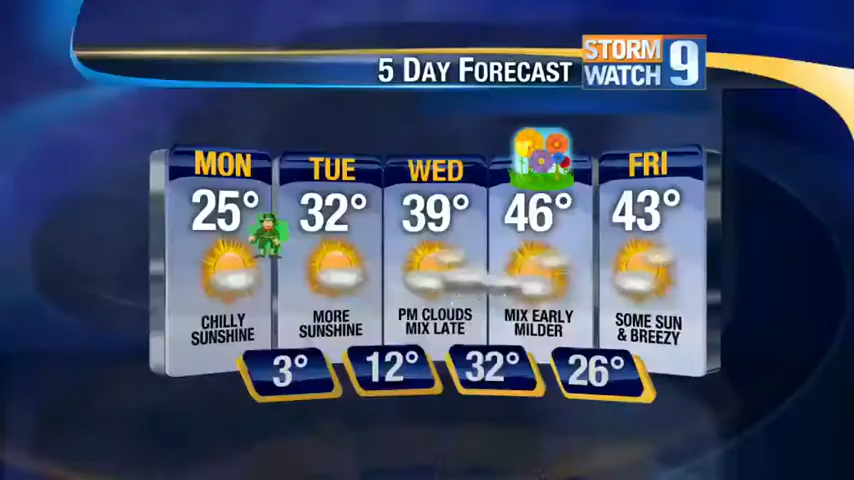 5 DAY FORECAST
STORM
WATCH 9
MON TUE WED FRI
25° 32° 39° 46° 43°
CHILLY
SUNSHINE
MORE
SUNSHINE
PM CLOUDS
MIX LATE
MIX EARLY
MILDER
SOME SUN
& BREEZY
3° 12° 32° 26°